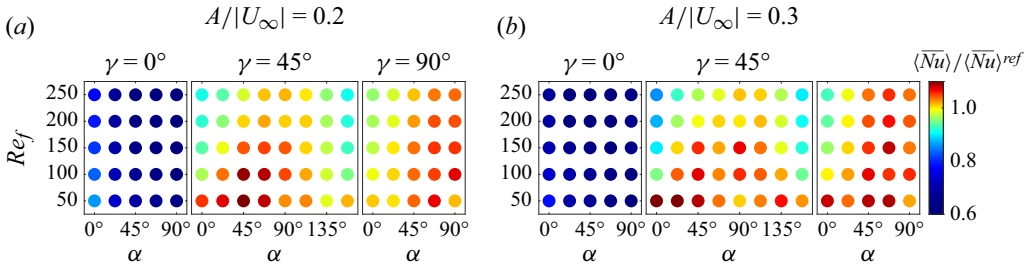 (a) A/|U∞| = 0.2 (b) A/|U∞| = 0.3
γ = 0° γ = 45° γ = 90° γ = 0° γ = 45° ⟨N̅u̅⟩/⟨N̅u̅⟩ʳᵉᶠ
250 250
200 200
150 150
100 100
50 50
Re_f
1.0
0.8
0.6
0° 45° 90° 0° 45° 90° 135° 0° 45° 90° 0° 45° 90° 0° 45° 90° 145° 0° 45° 90°
α α α α α α